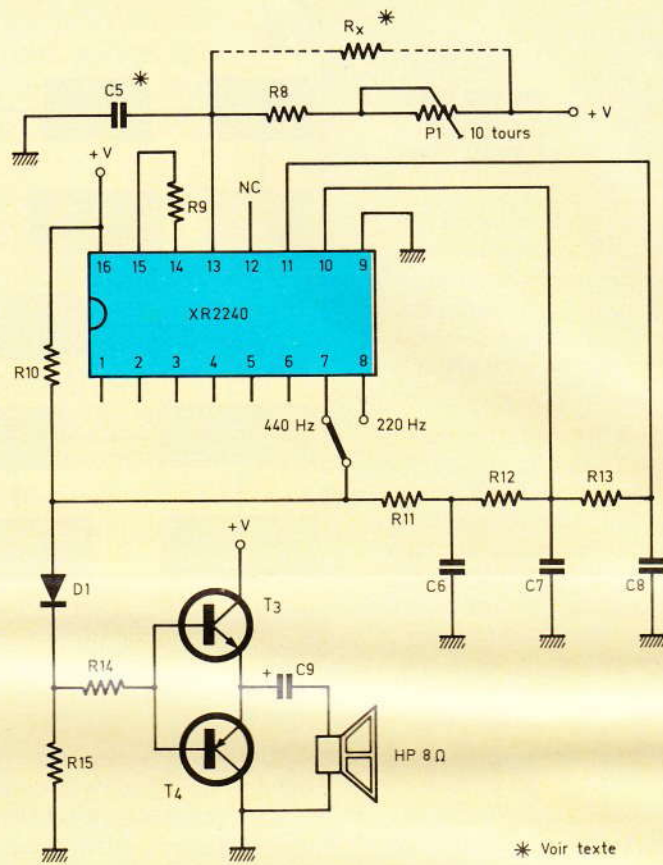 Rx *
C5 *
R8
P1 10 tours
+ V
+ V
R9
NC
16 15 14 13 12 11 10 9
XR2240
1 2 3 4 5 6 7 8
R10
440 Hz
220 Hz
R11
R12
R13
+ V
D1
C6
C7
C8
T3
R14
+ C9
R15
T4
HP 8 Ω
* Voir texte